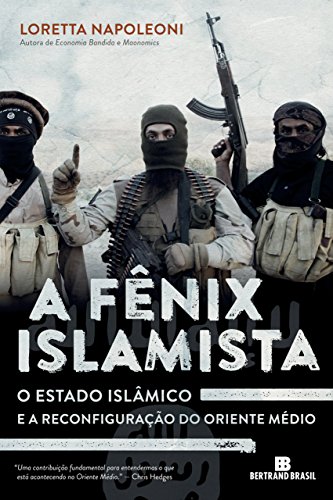 LORETTA NAPOLEONI
Autora de Economia Bandida e Maonomics
A FÊNIX
ISLAMISTA
O ESTADO ISLÂMICO
E A RECONFIGURAÇÃO DO ORIENTE MÉDIO
"Uma contribuição fundamental para entendermos o que
está acontecendo no Oriente Médio." – Chris Hedges
BB
BERTRAND BRASIL